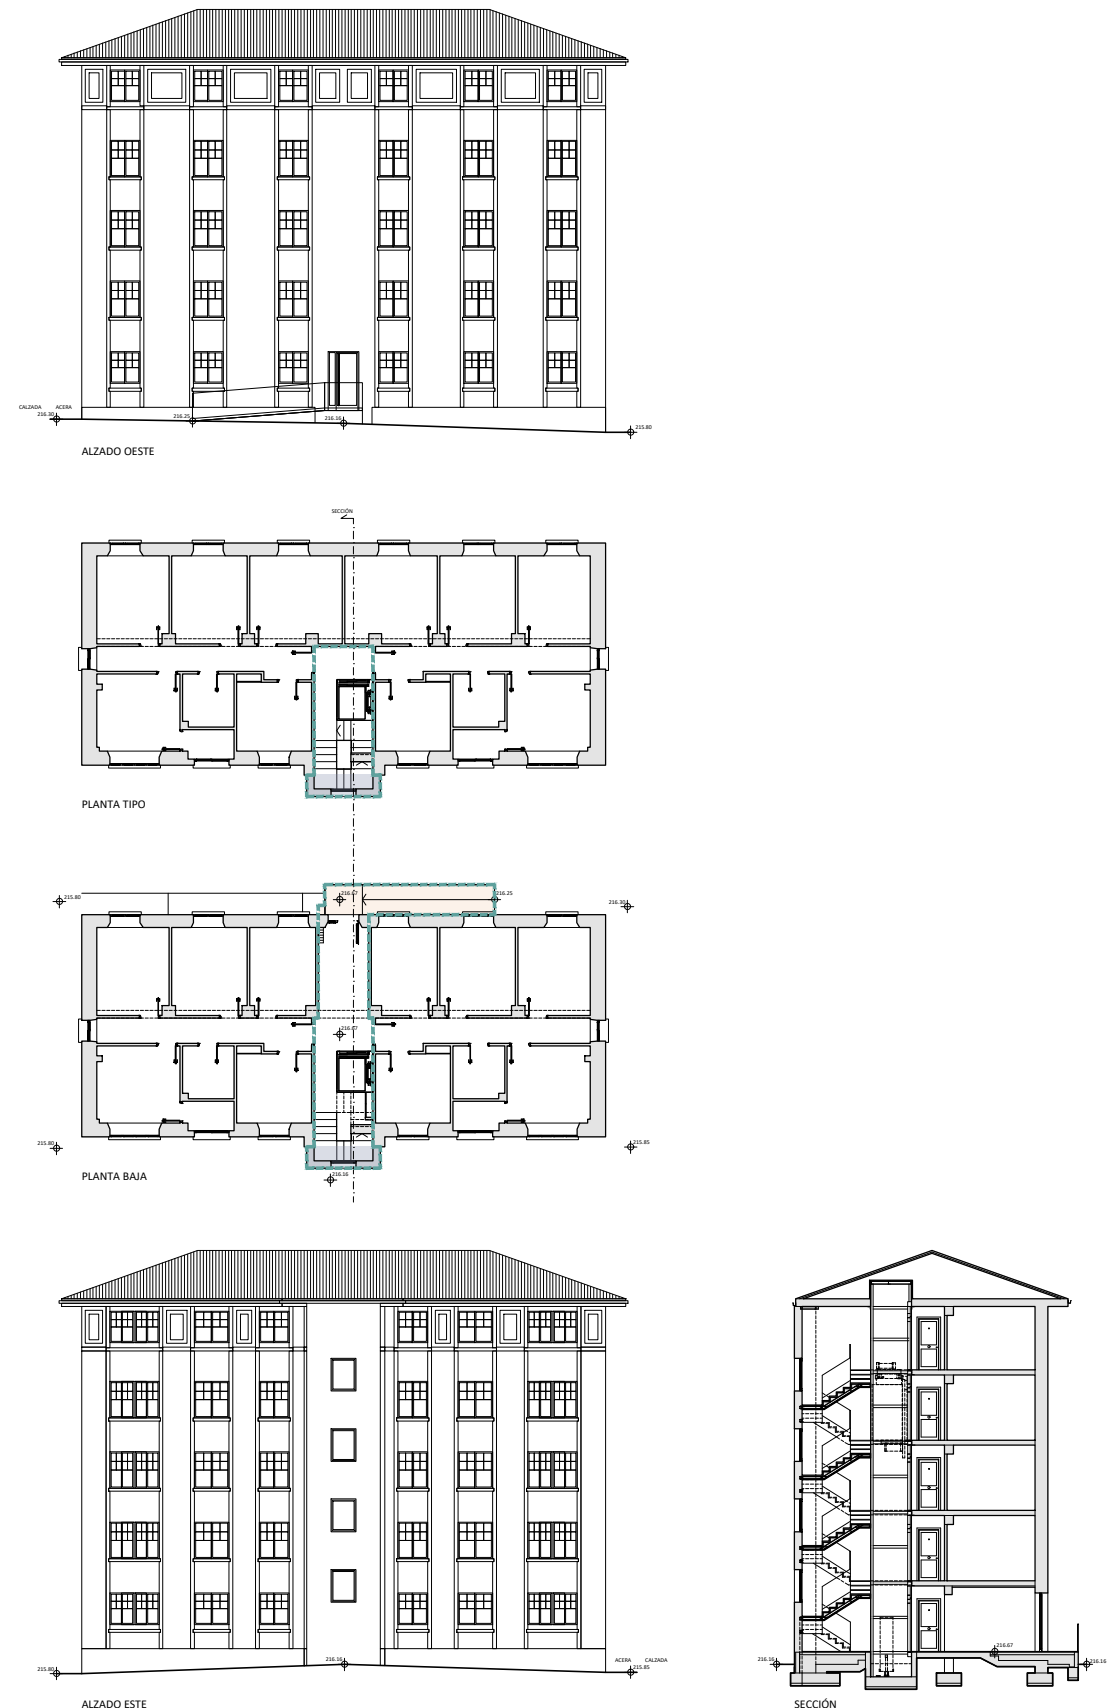 CALZADA ACERA
216.30
216.25
216.16
215.80
ALZADO OESTE
SECCIÓN
PLANTA TIPO
215.80
216.67
216.25
216.30
216.67
215.80
215.85
216.16
PLANTA BAJA
215.80
216.16
ACERA CALZADA
215.85
ALZADO ESTE
216.16
216.67
216.16
SECCIÓN